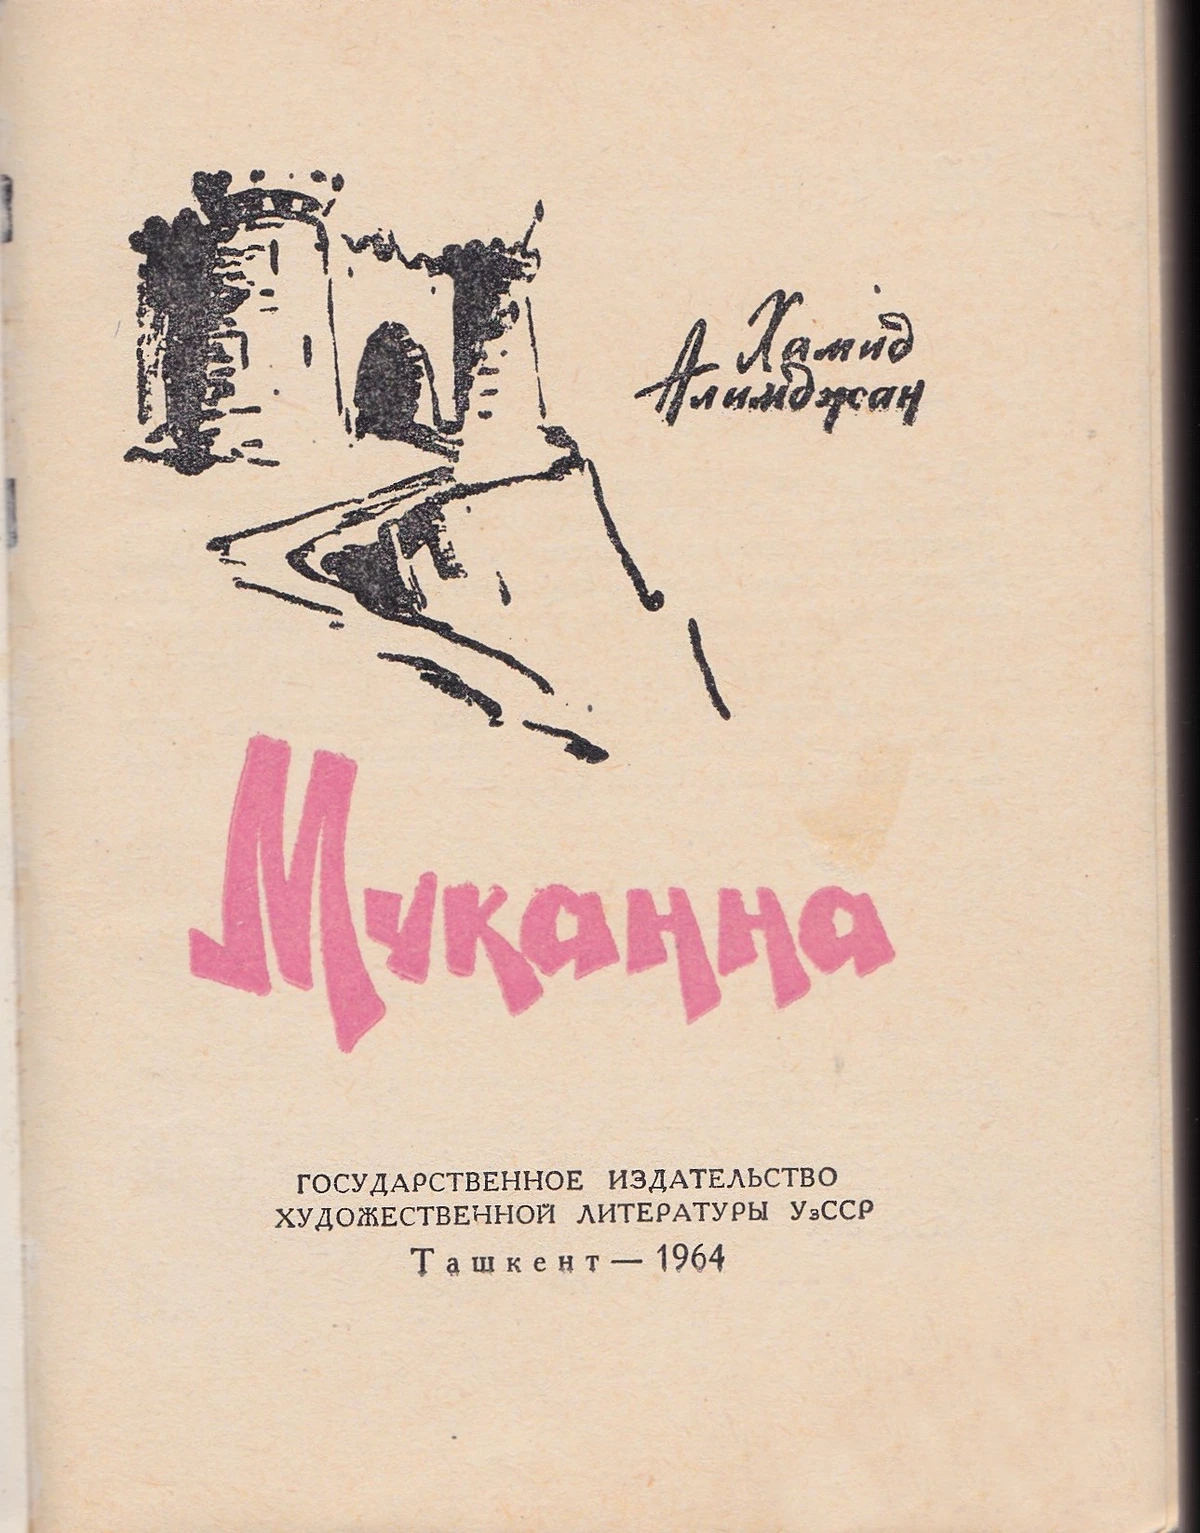 Хамид
Алимджан
Муканна
ГОСУДАРСТВЕННОЕ ИЗДАТЕЛЬСТВО
ХУДОЖЕСТВЕННОЙ ЛИТЕРАТУРЫ УзССР
Ташкент — 1964